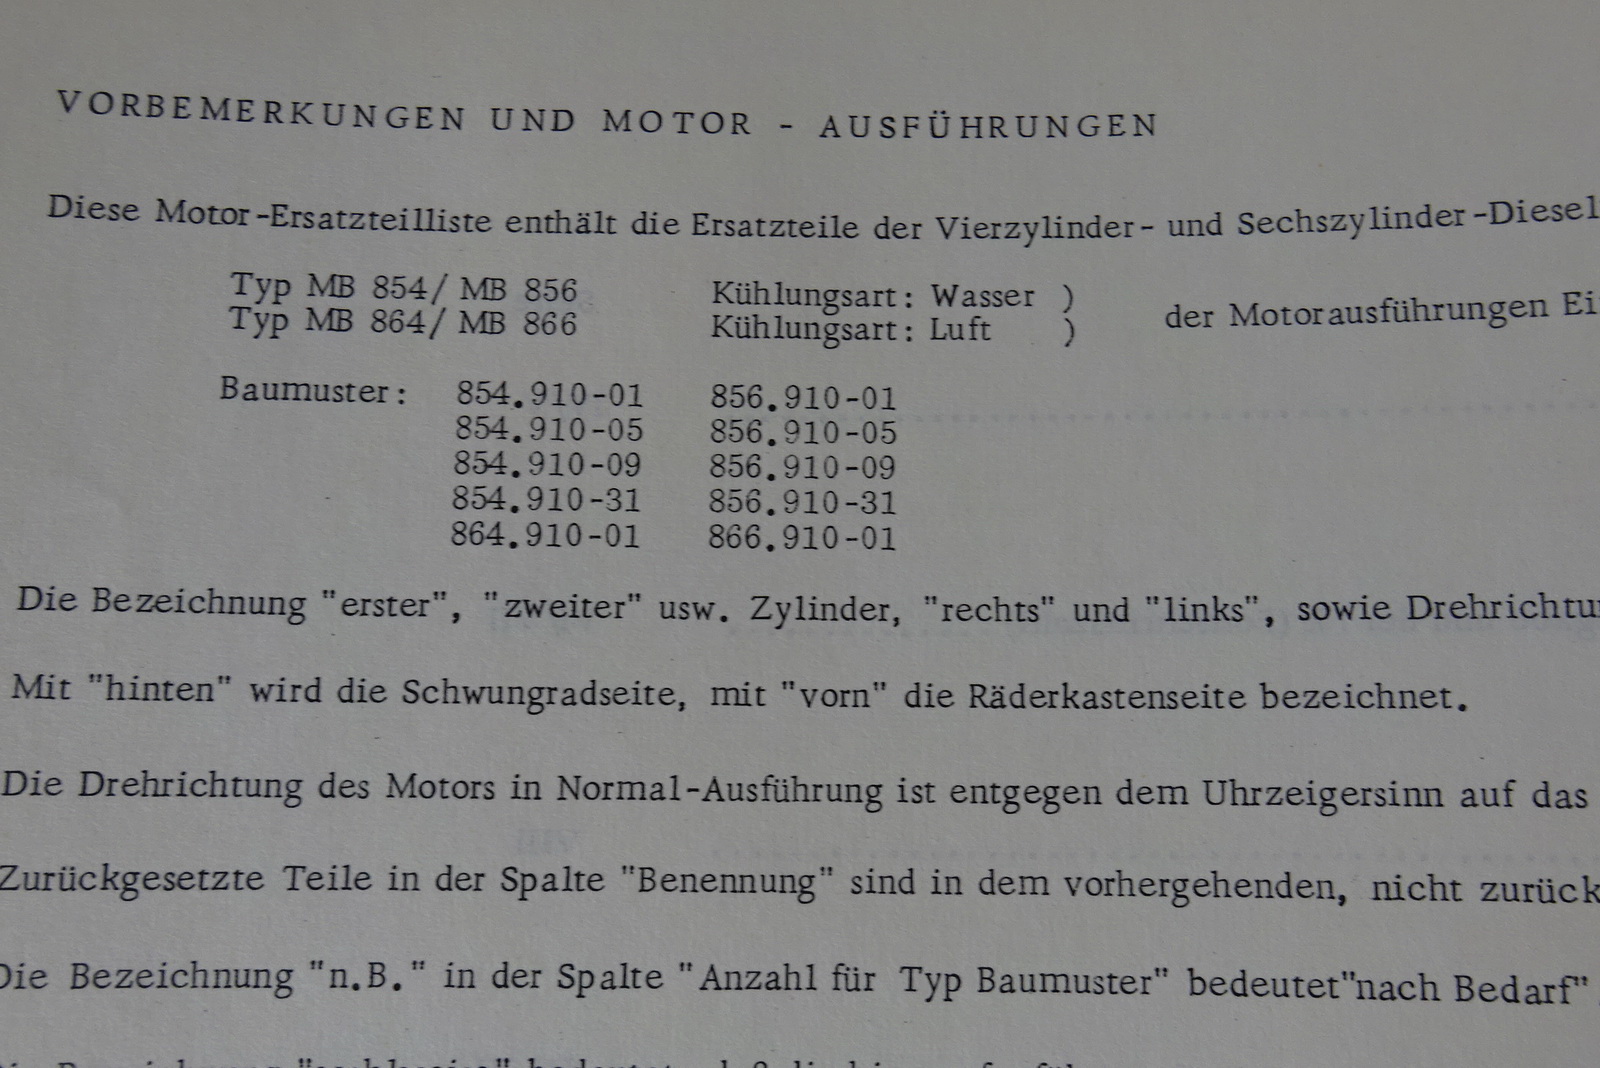 VORBEMERKUNGEN UND MOTOR - AUSFÜHRUNGEN
Diese Motor-Ersatzteilliste enthält die Ersatzteile der Vierzylinder- und Sechszylinder-Diesel
Typ MB 854/ MB 856 Kühlungsart: Wasser )
Typ MB 864/ MB 866 Kühlungsart: Luft )
der Motorausführungen Ei
Baumuster: 854.910-01 856.910-01
854.910-05 856.910-05
854.910-09 856.910-09
854.910-31 856.910-31
864.910-01 866.910-01
Die Bezeichnung "erster", "zweiter" usw. Zylinder, "rechts" und "links", sowie Drehrichtu
Mit "hinten" wird die Schwungradseite, mit "vorn" die Räderkastenseite bezeichnet.
Die Drehrichtung des Motors in Normal-Ausführung ist entgegen dem Uhrzeigersinn auf das
Zurückgesetzte Teile in der Spalte "Benennung" sind in dem vorhergehenden, nicht zurück
Die Bezeichnung "n.B." in der Spalte "Anzahl für Typ Baumuster" bedeutet"nach Bedarf"